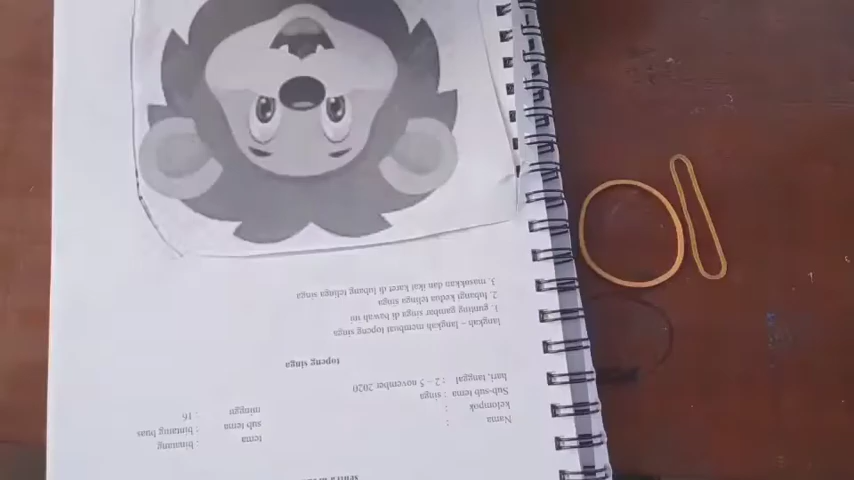 Nama :
kelompok :
Sub-sub tema : singa
hari, tanggal : 2 – 5 november 2020
tema : binatang
sub tema : bintang buas
minggu : 16
topeng singa
langkah – langkah membuat topeng singa
1. gunting gambar singa di bawah ini
2. lubangi kedua telinga singa
3. masukkan dan ikat karet di lubang telinga singa